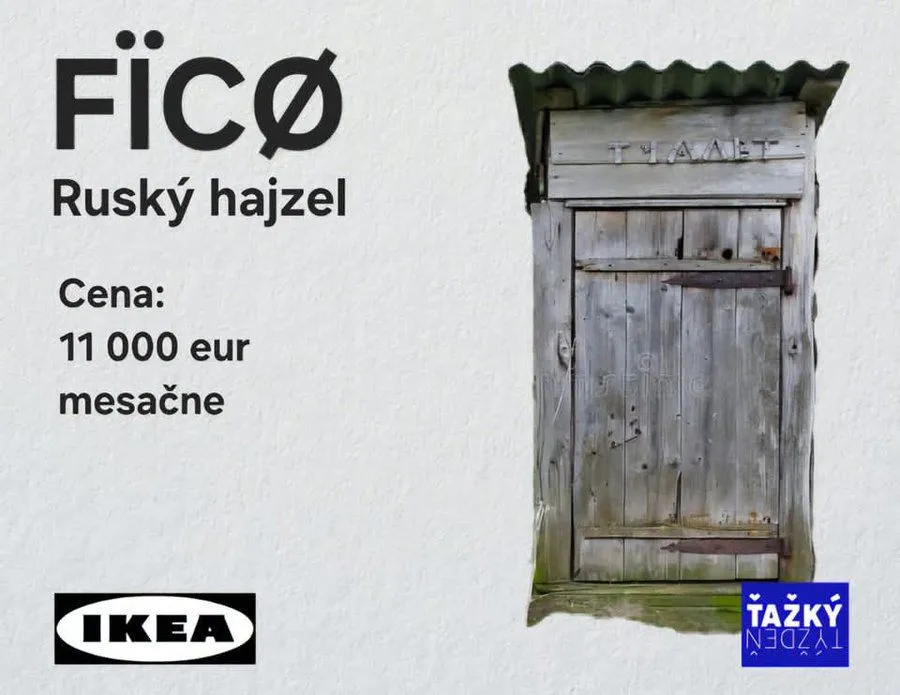 FÏCØ
Ruský hajzel
Cena:
11 000 eur
mesačne
ТУАЛЕТ
IKEA
ŤAŽKÝ
TÝŽDEŇ